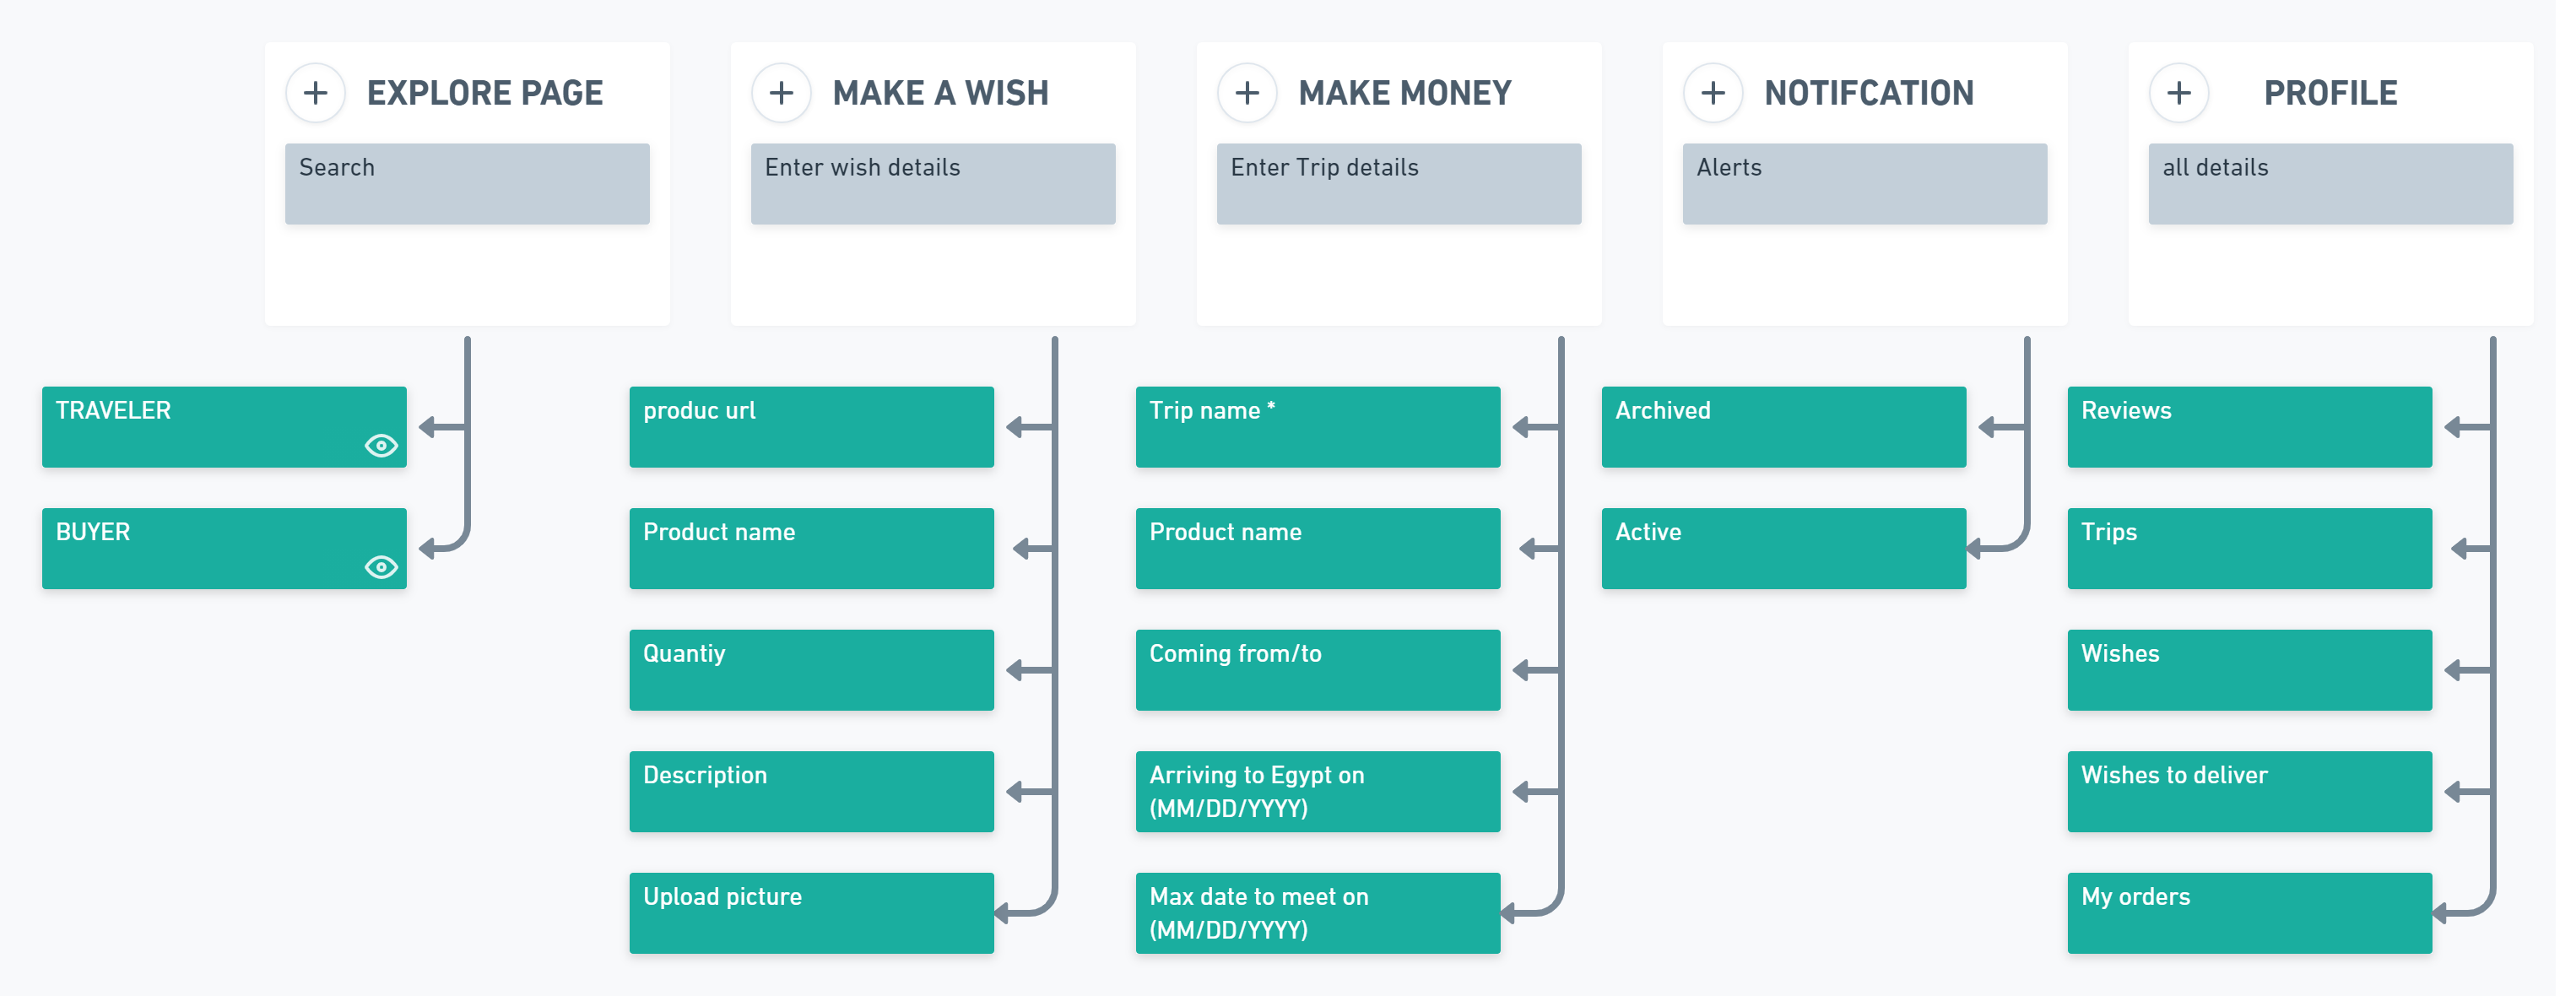 EXPLORE PAGE
Search
TRAVELER
BUYER
MAKE A WISH
Enter wish details
produc url
Product name
Quantiy
Description
Upload picture
MAKE MONEY
Enter Trip details
Trip name *
Product name
Coming from/to
Arriving to Egypt on
(MM/DD/YYYY)
Max date to meet on
(MM/DD/YYYY)
NOTIFCATION
Alerts
Archived
Active
PROFILE
all details
Reviews
Trips
Wishes
Wishes to deliver
My orders